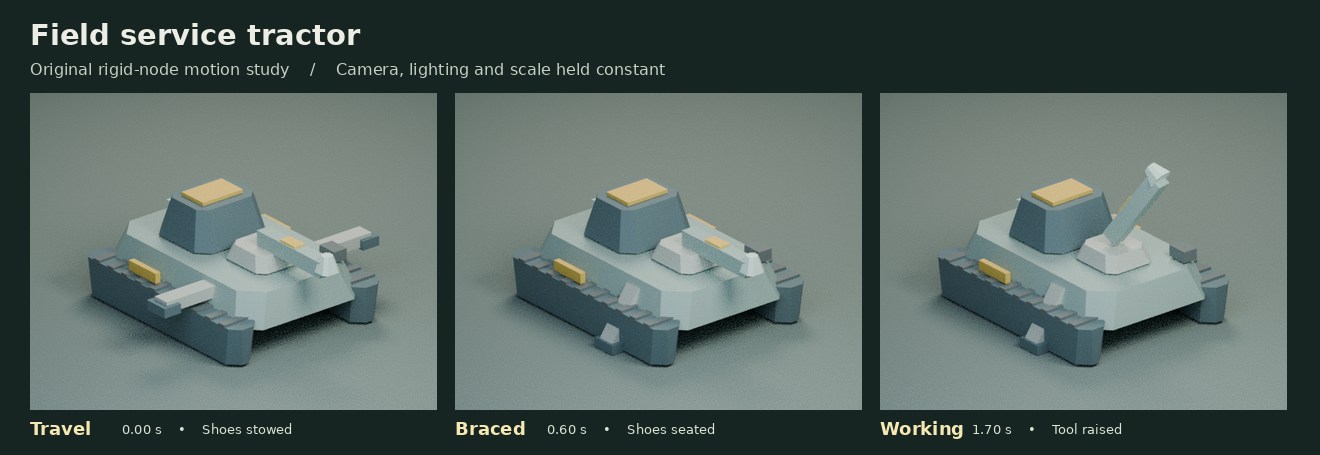 Field service tractor
Original rigid-node motion study / Camera, lighting and scale held constant
Travel 0.00 s • Shoes stowed
Braced 0.60 s • Shoes seated
Working 1.70 s • Tool raised